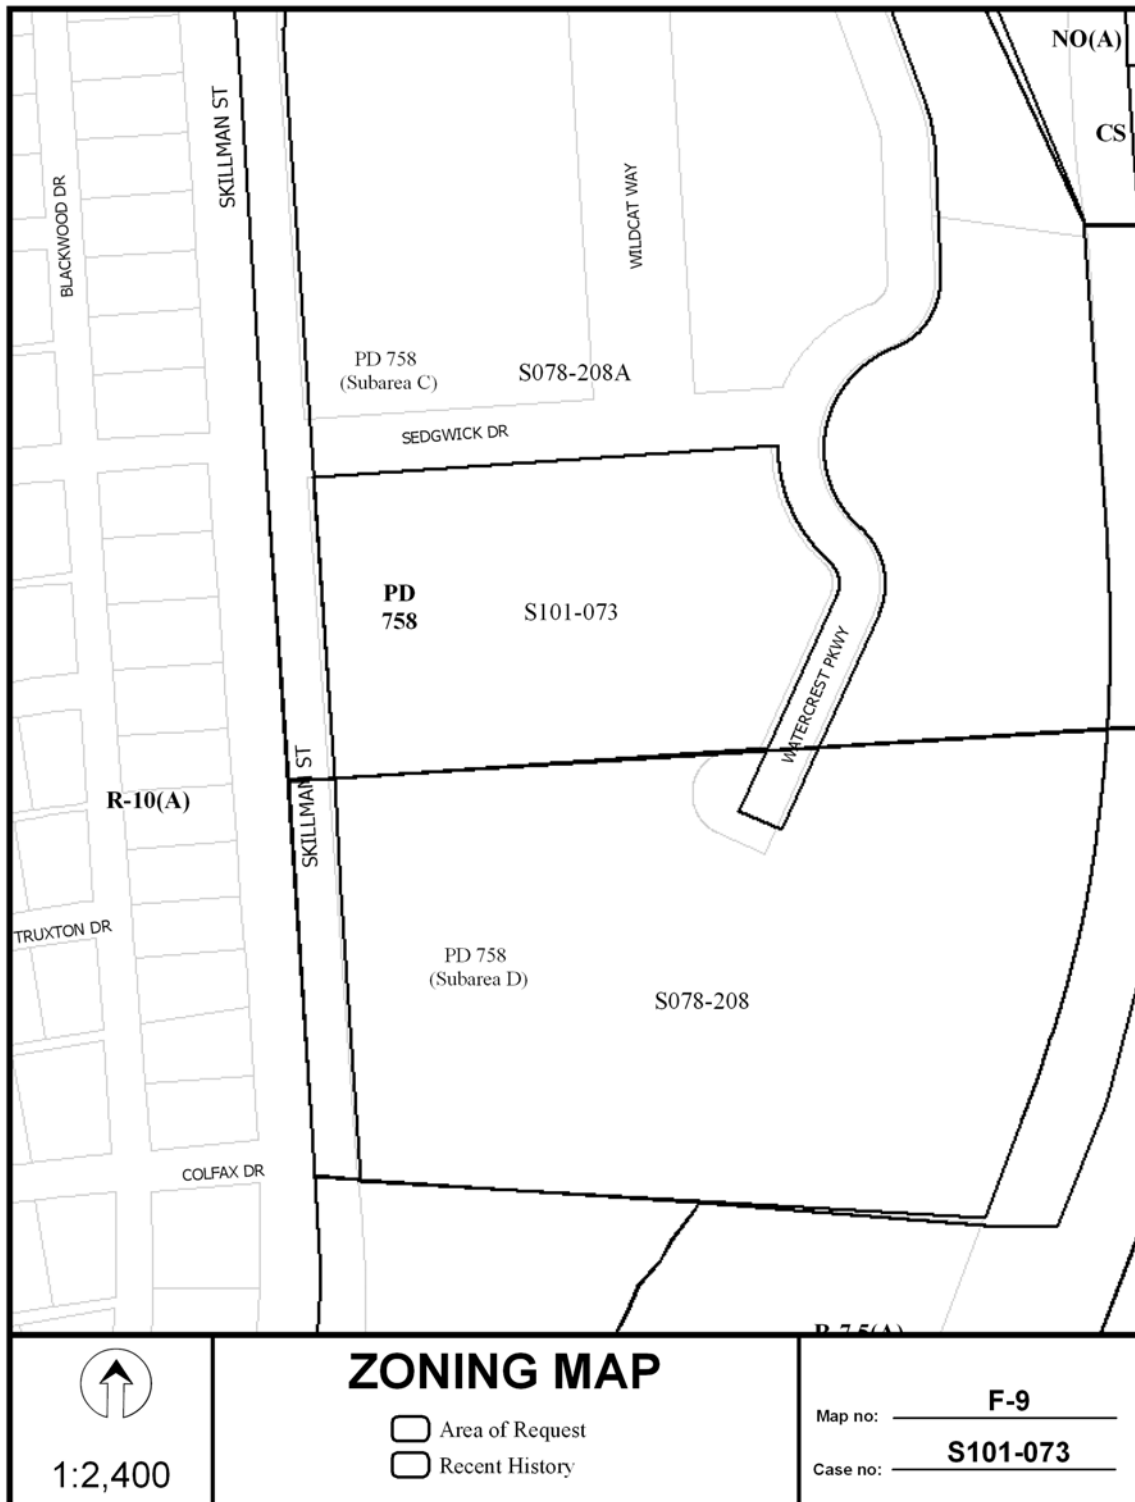 NO(A)
CS
SKILLMAN ST
BLACKWOOD DR
WILDCAT WAY
PD 758
(Subarea C)
S078-208A
SEDGWICK DR
PD
758
S101-073
WATERCREST PKWY
SKILLMAN ST
R-10(A)
TRUXTON DR
PD 758
(Subarea D)
S078-208
COLFAX DR
R-7.5(A)
1:2,400
ZONING MAP
Area of Request
Recent History
Map no: F-9
Case no: S101-073